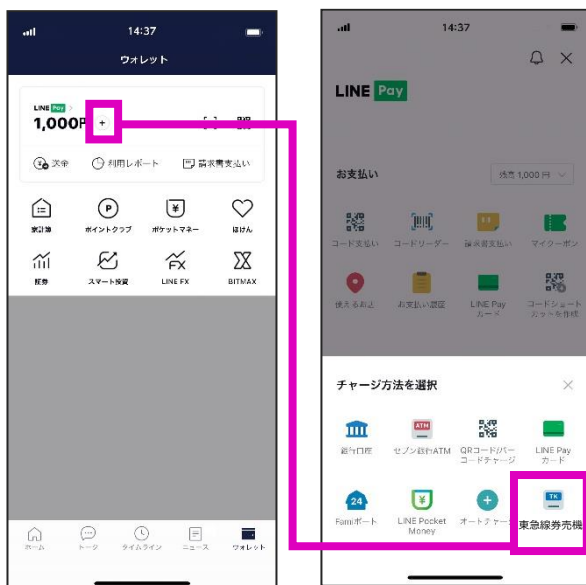 14:37
ウォレット
LINE Pay
1,000円 +
送金 利用レポート 請求書支払い
家計簿 ポイントクラブ ポケットマネー ほけん
証券 スマート投資 LINE FX BITMAX
ホーム トーク タイムライン ニュース ウォレット
14:37
LINE Pay
お支払い 残高 1,000 円
コード支払い コードリーダー 請求書支払い マイクーポン
使えるお店 お支払い履歴 LINE Pay カード コードショートカットを作成
チャージ方法を選択
銀行口座 セブン銀行ATM QRコード/バーコードチャージ LINE Pay カード
Famiポート LINE Pocket Money オートチャージ 東急線券売機